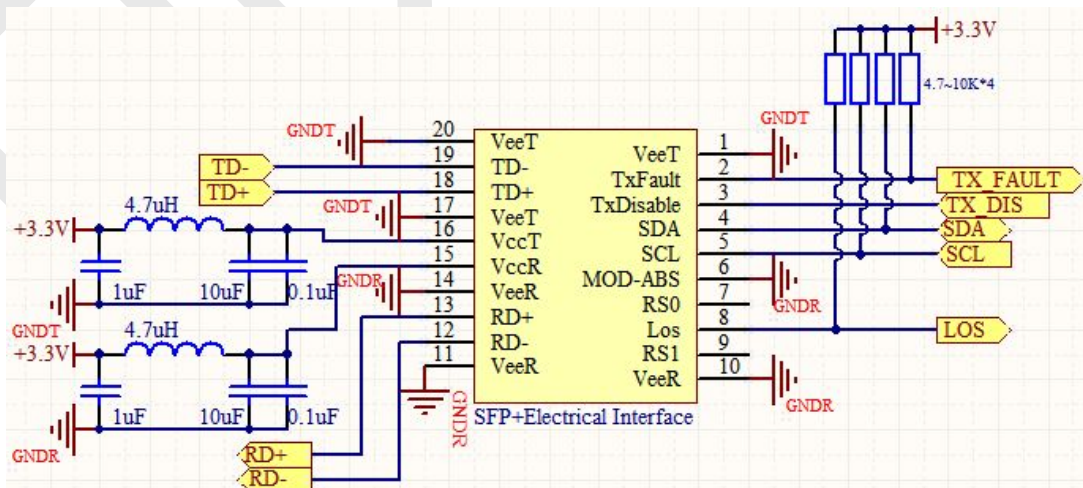 +3.3V
4.7~10K*4
GNDT
20
VeeT
19
TD-
18
TD+
17
VeeT
16
VccT
15
VccR
14
VeeR
13
RD+
12
RD-
11
VeeR
1
VeeT
2
TxFault
3
TxDisable
4
SDA
5
SCL
6
MOD-ABS
7
RS0
8
Los
9
RS1
10
VeeR
SFP+Electrical Interface
TD-
TD+
GNDT
4.7uH
+3.3V
1uF
10uF
0.1uF
GNDT
GNDR
4.7uH
+3.3V
1uF
10uF
0.1uF
GNDR
GNDR
RD+
RD-
GNDT
TX_FAULT
TX_DIS
SDA
SCL
GNDR
LOS
GNDR